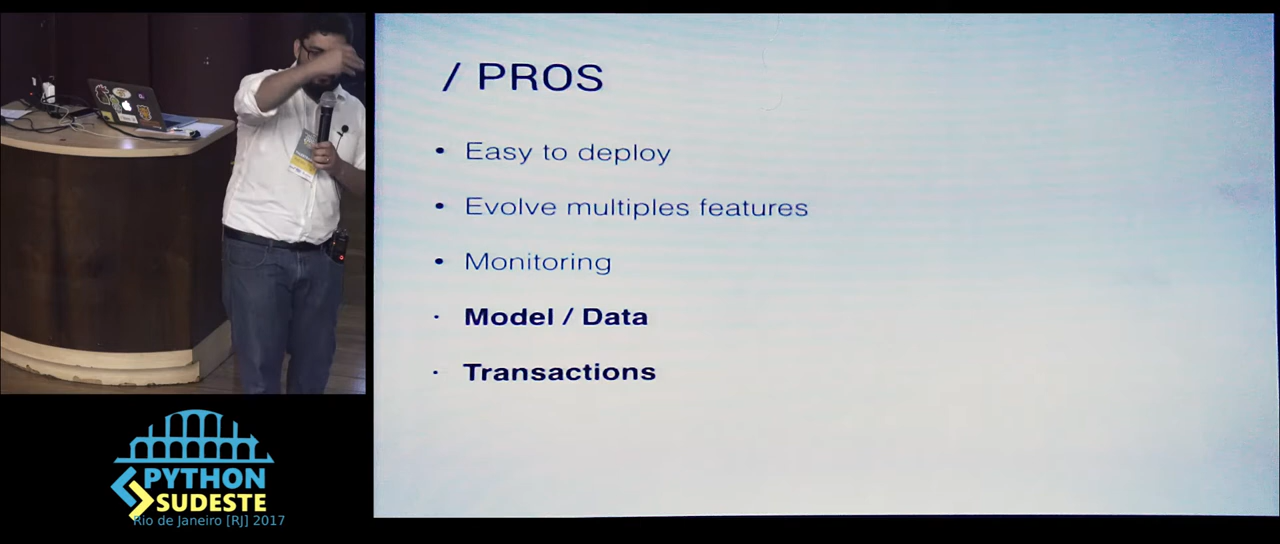 / PROS
• Easy to deploy
• Evolve multiples features
• Monitoring
· Model / Data
· Transactions
PYTHON
SUDESTE
Rio de Janeiro [RJ] 2017